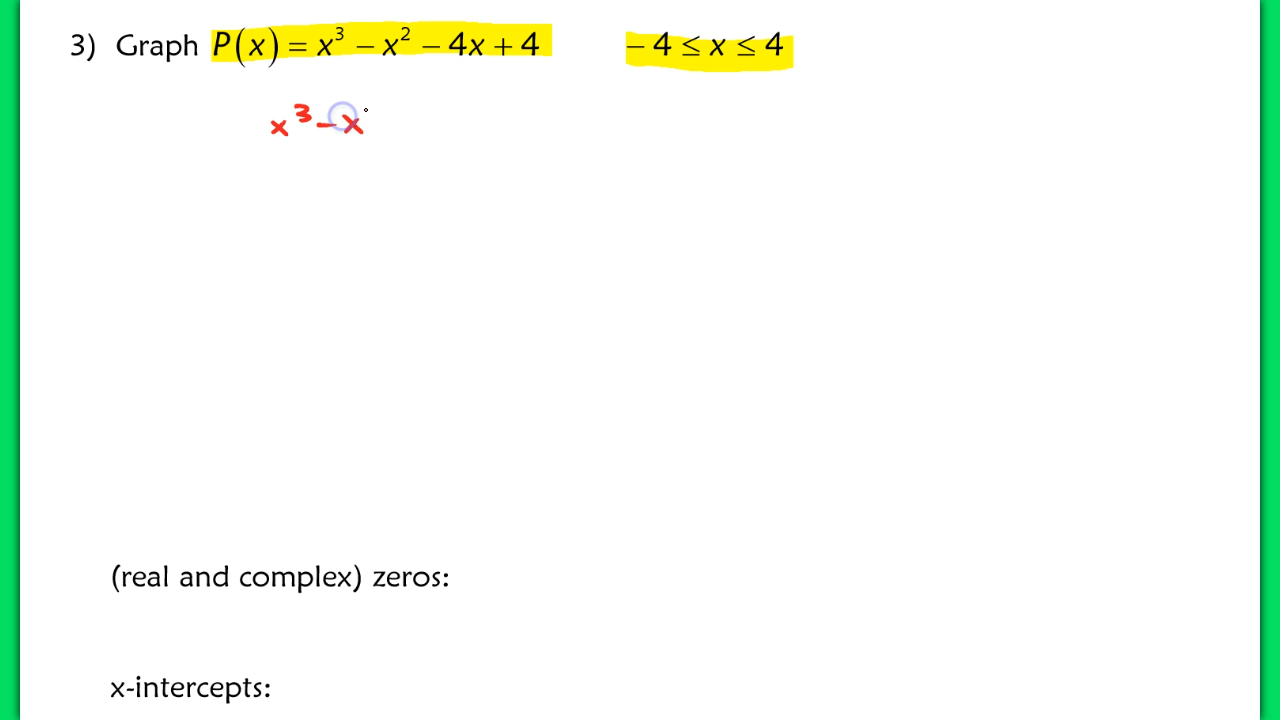 3) Graph P(x) = x³ − x² − 4x + 4 − 4 ≤ x ≤ 4
x³ − x
(real and complex) zeros:
x-intercepts: